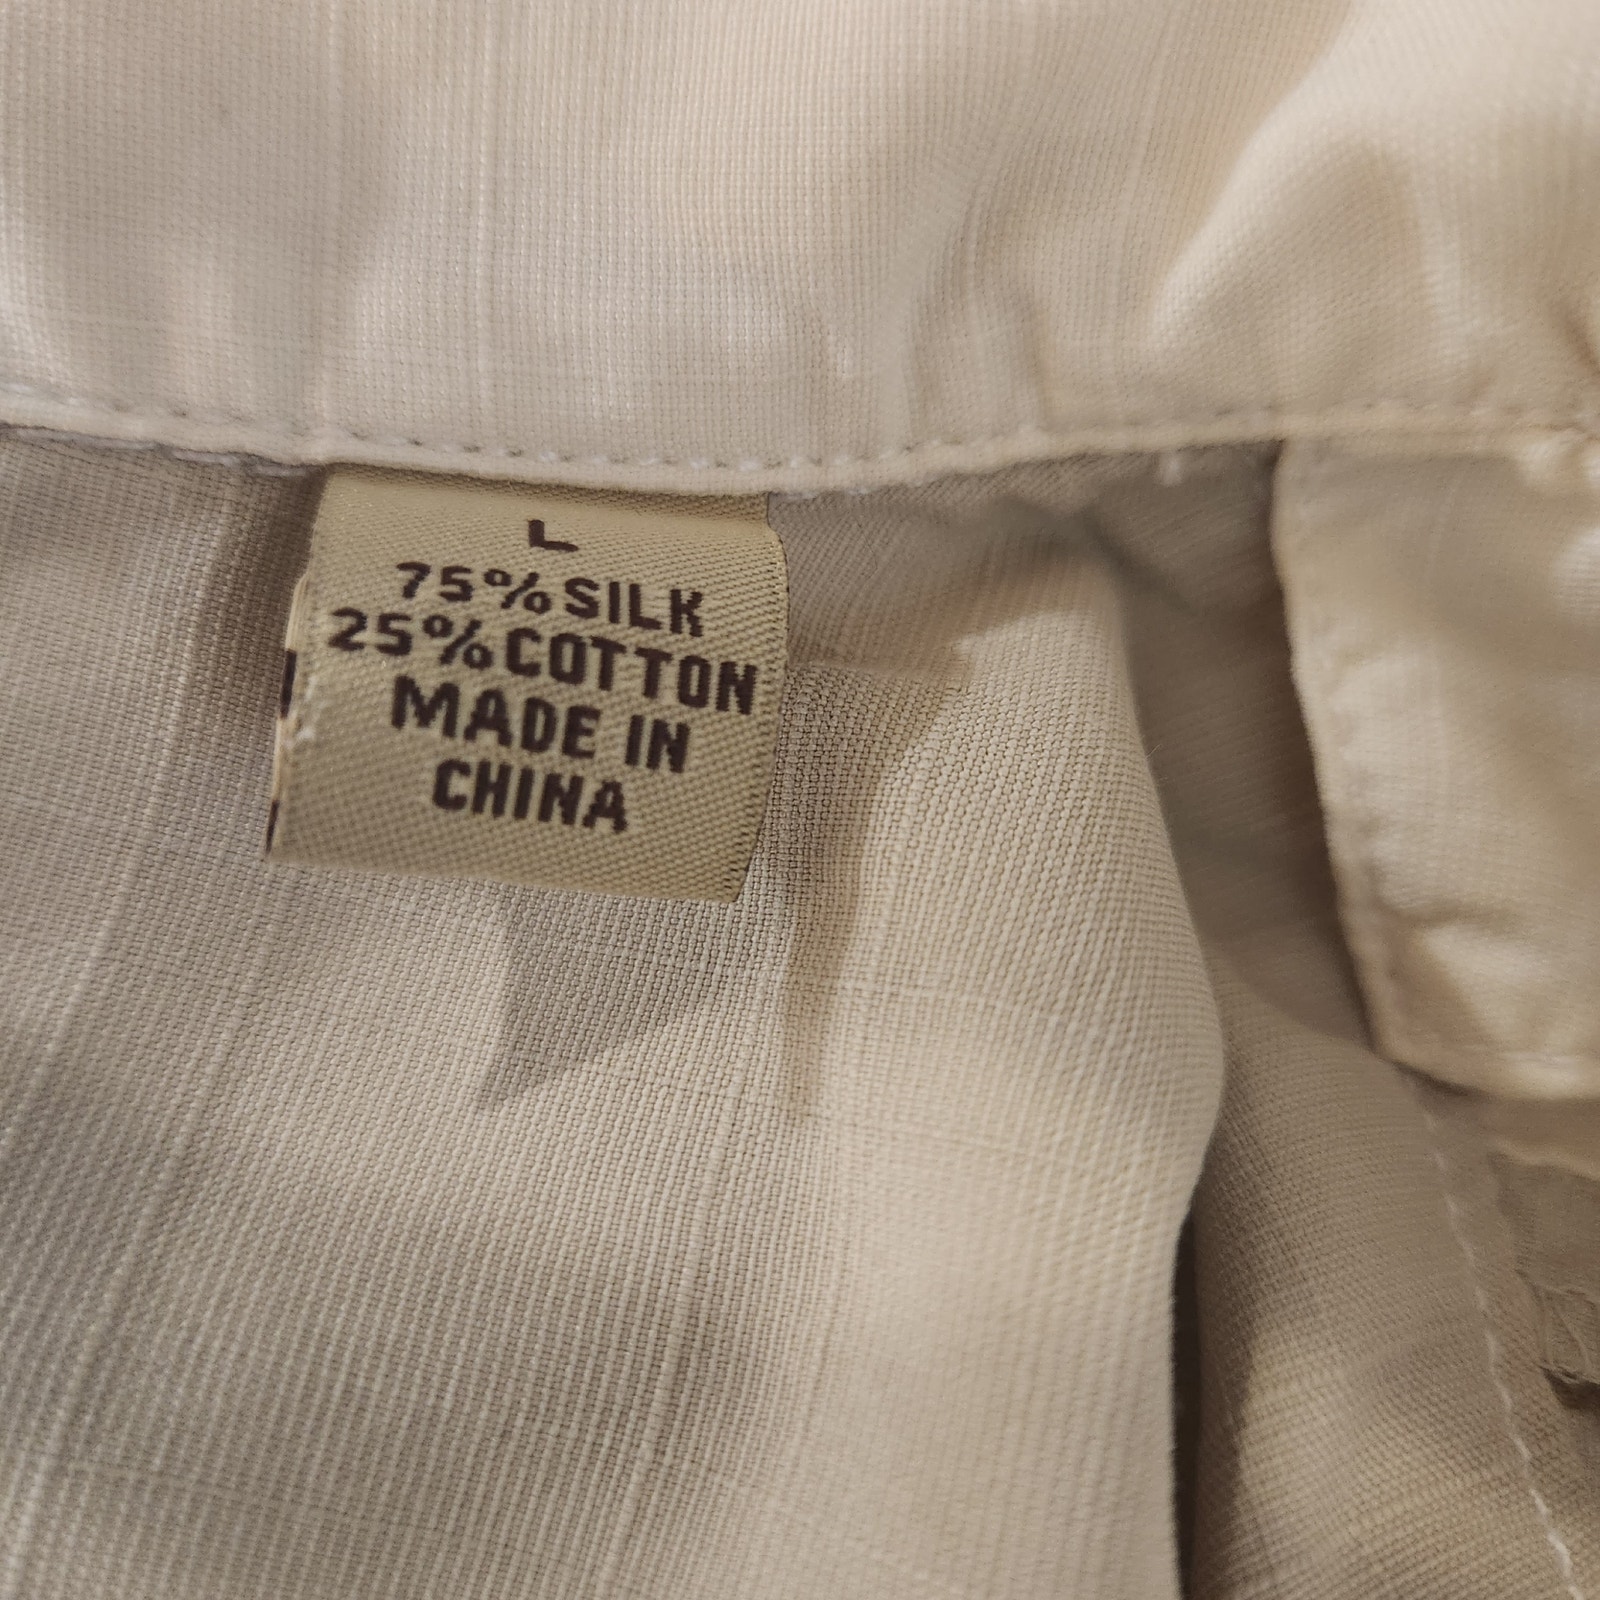 L
75% SILK
25% COTTON
MADE IN
CHINA